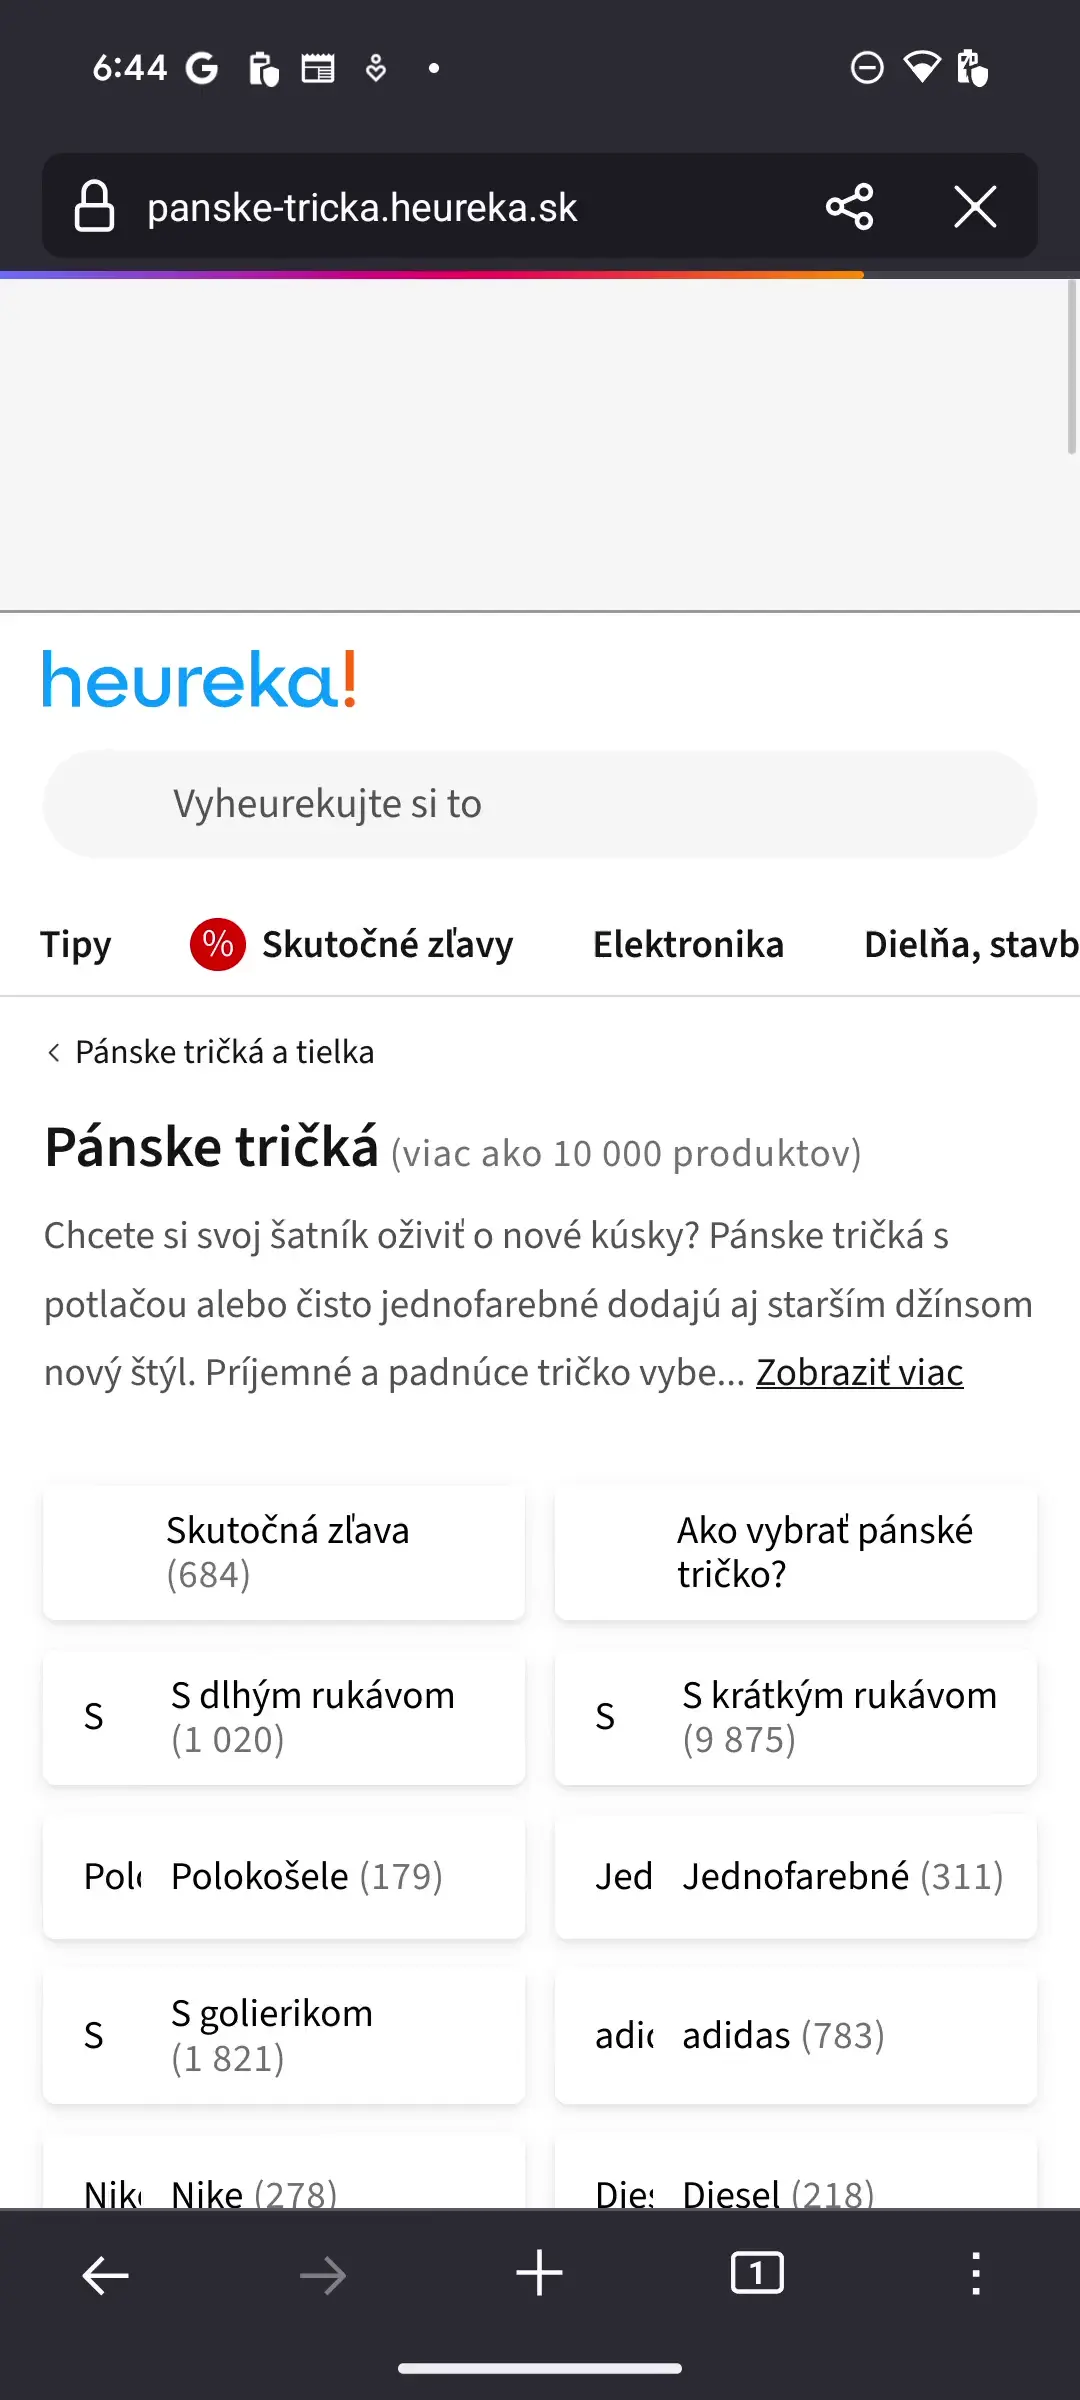 6:44
panske-tricka.heureka.sk
heureka!
Vyheurekujte si to
Tipy % Skutočné zľavy Elektronika Dielňa, stavb
Pánske tričká a tielka
Pánske tričká (viac ako 10 000 produktov)
Chcete si svoj šatník oživiť o nové kúsky? Pánske tričká s
potlačou alebo čisto jednofarebné dodajú aj starším džínsom
nový štýl. Príjemné a padnúce tričko vybe... Zobraziť viac
Skutočná zľava
(684)
Ako vybrať pánské
tričko?
S
S dlhým rukávom
(1 020)
S
S krátkým rukávom
(9 875)
Polo Polokošele (179)
Jed Jednofarebné (311)
S
S golierikom
(1 821)
adid adidas (783)
Nike Nike (278)
Dies Diesel (218)
1